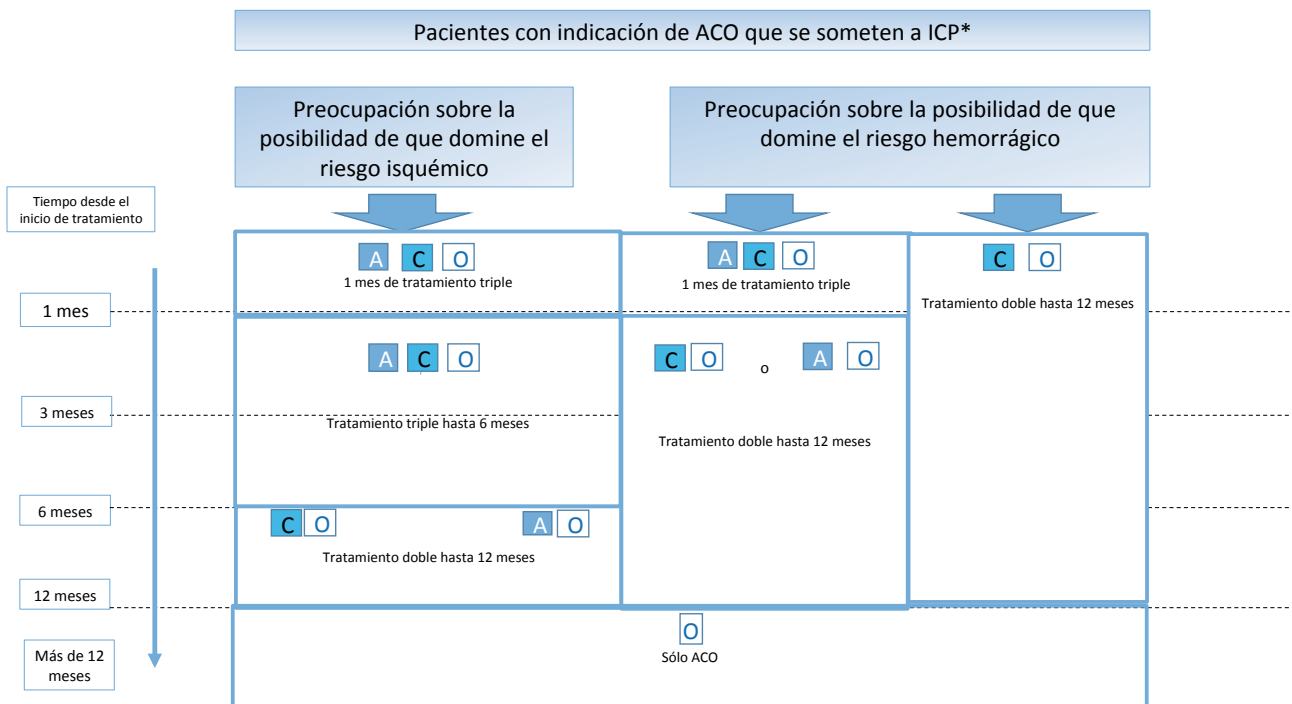 Pacientes con indicación de ACO que se someten a ICP*
Preocupación sobre la
posibilidad de que domine el
riesgo isquémico
Preocupación sobre la posibilidad de que
domine el riesgo hemorrágico
Tiempo desde el
inicio de tratamiento
A C O
1 mes de tratamiento triple
A C O
1 mes de tratamiento triple
C O
Tratamiento doble hasta 12 meses
1 mes
A C O
Tratamiento triple hasta 6 meses
C O o A O
Tratamiento doble hasta 12 meses
3 meses
6 meses
C O A O
Tratamiento doble hasta 12 meses
12 meses
O
Sólo ACO
Más de 12
meses